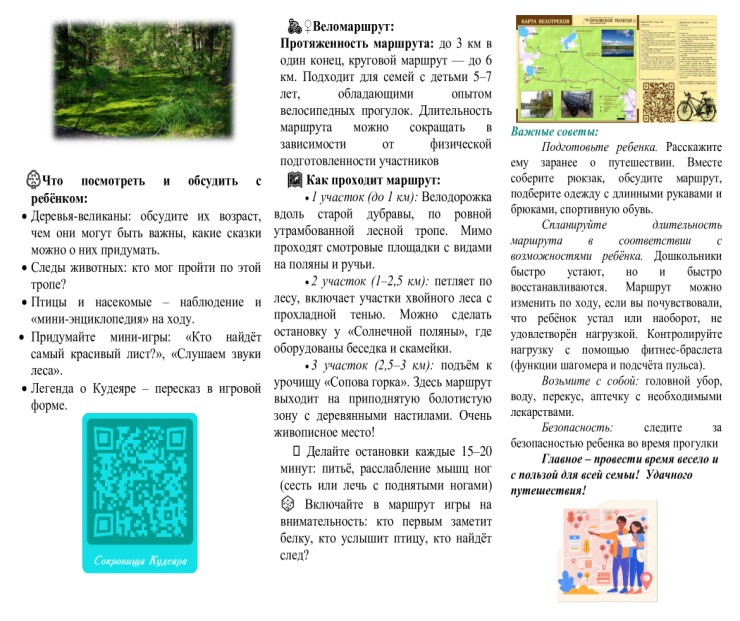 Что посмотреть и обсудить с
ребёнком:
• Деревья-великаны: обсудите их возраст,
чем они могут быть важны, какие сказки
можно о них придумать.
• Следы животных: кто мог пройти по этой
тропе?
• Птицы и насекомые – наблюдение и
«мини-энциклопедия» на ходу.
• Придумайте мини-игры: «Кто найдёт
самый красивый лист?», «Слушаем звуки
леса».
• Легенда о Кудеяре – пересказ в игровой
форме.
Сокровища Кудеяра
Веломаршрут:
Протяженность маршрута: до 3 км в
один конец, круговой маршрут — до 6
км. Подходит для семей с детьми 5–7
лет, обладающими опытом
велосипедных прогулок. Длительность
маршрута можно сокращать в
зависимости от физической
подготовленности участников
Как проходит маршрут:
• 1 участок (до 1 км): Велодорожка
вдоль старой дубравы, по ровной
утрамбованной лесной тропе. Мимо
проходят смотровые площадки с видами
на поляны и ручьи.
• 2 участок (1–2,5 км): петляет по
лесу, включает участки хвойного леса с
прохладной тенью. Можно сделать
остановку у «Солнечной поляны», где
оборудованы беседка и скамейки.
• 3 участок (2,5–3 км): подъём к
урочищу «Сопова горка». Здесь маршрут
выходит на приподнятую болотистую
зону с деревянными настилами. Очень
живописное место!
Делайте остановки каждые 15–20
минут: питьё, расслабление мышц ног
(сесть или лечь с поднятыми ногами)
Включайте в маршрут игры на
внимательность: кто первым заметит
белку, кто услышит птицу, кто найдёт
след?
КАРТА ВЕЛОТРЕКОВ
ОРЛОВСКОЕ ПОЛЕСЬЕ
Важные советы:
Подготовьте ребенка. Расскажите
ему заранее о путешествии. Вместе
соберите рюкзак, обсудите маршрут,
подберите одежду с длинными рукавами и
брюками, спортивную обувь.
Спланируйте длительность
маршрута в соответствии с
возможностями ребёнка. Дошкольники
быстро устают, но и быстро
восстанавливаются. Маршрут можно
изменить по ходу, если вы почувствовали,
что ребёнок устал или наоборот, не
удовлетворён нагрузкой. Контролируйте
нагрузку с помощью фитнес-браслета
(функции шагомера и подсчёта пульса).
Возьмите с собой: головной убор,
воду, перекус, аптечку с необходимыми
лекарствами.
Безопасность: следите за
безопасностью ребенка во время прогулки
Главное – провести время весело и
с пользой для всей семьи! Удачного
путешествия!